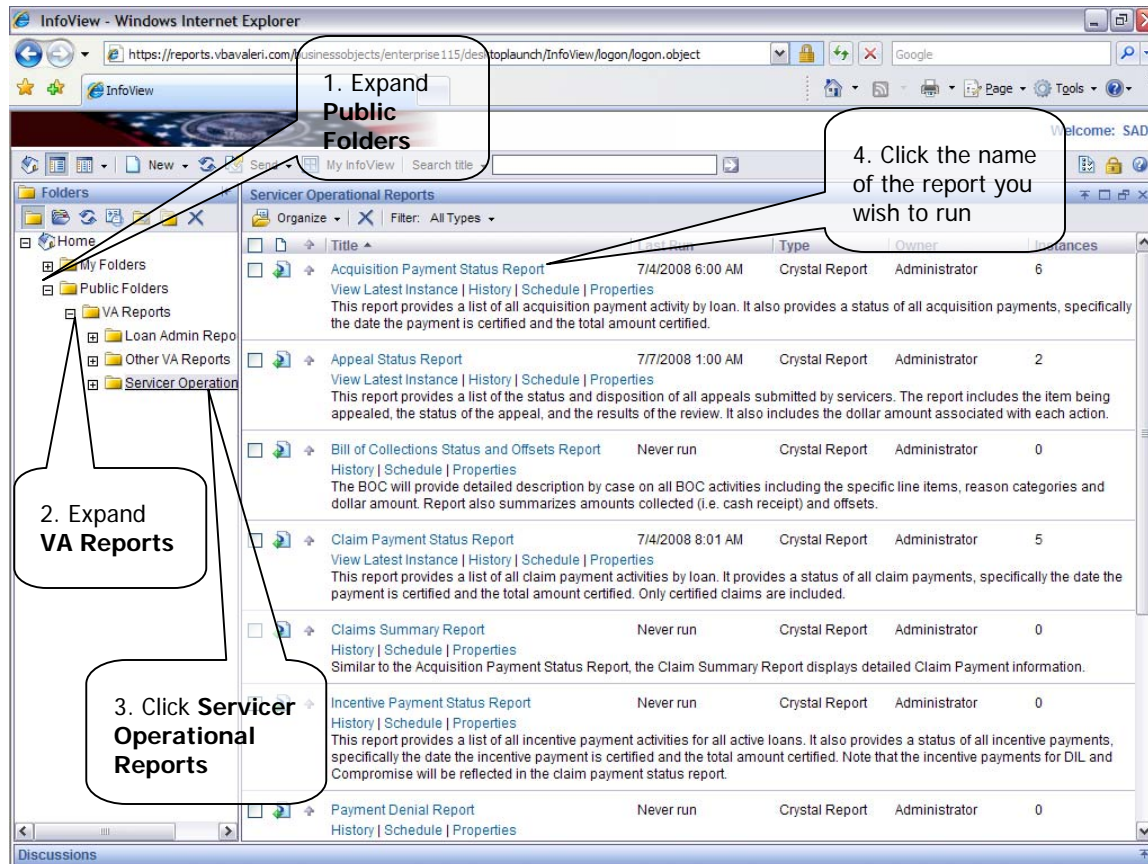 InfoView - Windows Internet Explorer
https://reports.vbavaleri.com/businessobjects/enterprise115/desktoplaunch/InfoView/logon/logon.object
Google
InfoView
Page
Tools
Welcome: SAD
New
Send
My InfoView
Search title
1. Expand
Public
Folders
4. Click the name
of the report you
wish to run
Folders
Home
My Folders
Public Folders
VA Reports
Loan Admin Repo
Other VA Reports
Servicer Operation
2. Expand
VA Reports
3. Click Servicer
Operational
Reports
Servicer Operational Reports
Organize
Filter: All Types
Title
Last Run
Type
Owner
Instances
Acquisition Payment Status Report 7/4/2008 6:00 AM Crystal Report Administrator 6
View Latest Instance | History | Schedule | Properties
This report provides a list of all acquisition payment activity by loan. It also provides a status of all acquisition payments, specifically
the date the payment is certified and the total amount certified.
Appeal Status Report 7/7/2008 1:00 AM Crystal Report Administrator 2
View Latest Instance | History | Schedule | Properties
This report provides a list of the status and disposition of all appeals submitted by servicers. The report includes the item being
appealed, the status of the appeal, and the results of the review. It also includes the dollar amount associated with each action.
Bill of Collections Status and Offsets Report Never run Crystal Report Administrator 0
History | Schedule | Properties
The BOC will provide detailed description by case on all BOC activities including the specific line items, reason categories and
dollar amount. Report also summarizes amounts collected (i.e. cash receipt) and offsets.
Claim Payment Status Report 7/4/2008 8:01 AM Crystal Report Administrator 5
View Latest Instance | History | Schedule | Properties
This report provides a list of all claim payment activities by loan. It provides a status of all claim payments, specifically the date the
payment is certified and the total amount certified. Only certified claims are included.
Claims Summary Report Never run Crystal Report Administrator 0
History | Schedule | Properties
Similar to the Acquisition Payment Status Report, the Claim Summary Report displays detailed Claim Payment information.
Incentive Payment Status Report Never run Crystal Report Administrator 0
History | Schedule | Properties
This report provides a list of all incentive payment activities for all active loans. It also provides a status of all incentive payments,
specifically the date the incentive payment is certified and the total amount certified. Note that the incentive payments for DIL and
Compromise will be reflected in the claim payment status report.
Payment Denial Report Never run Crystal Report Administrator 0
History | Schedule | Properties
Discussions